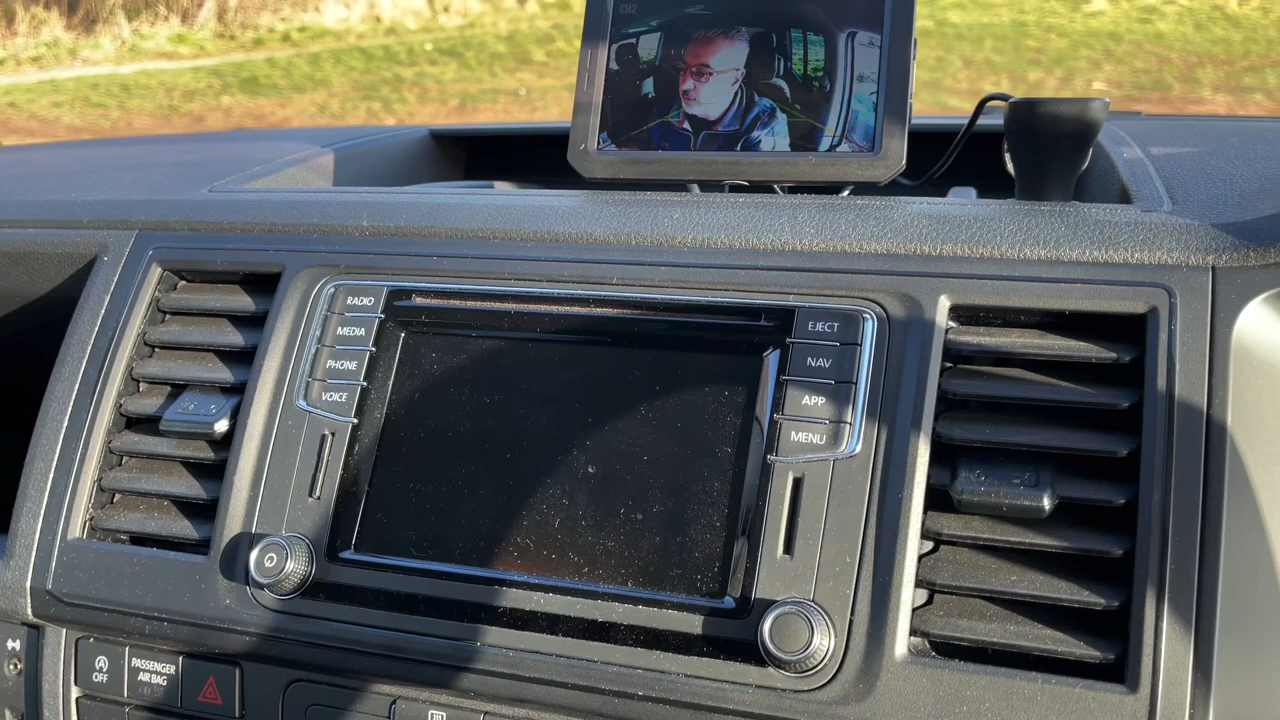 CH2
RADIO
MEDIA
PHONE
VOICE
EJECT
NAV
APP
MENU
A
OFF
PASSENGER
AIR BAG